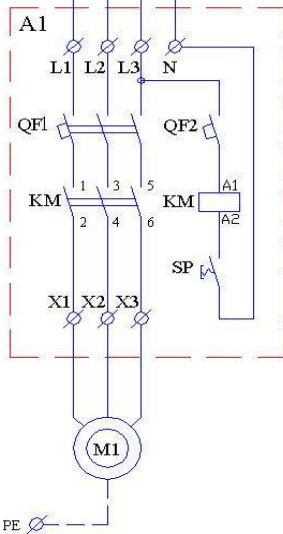 A1
L1 L2 L3 N
QF1 QF2
1 3 5 A1
KM KM
2 4 6 A2
SP
X1 X2 X3
M1
PE